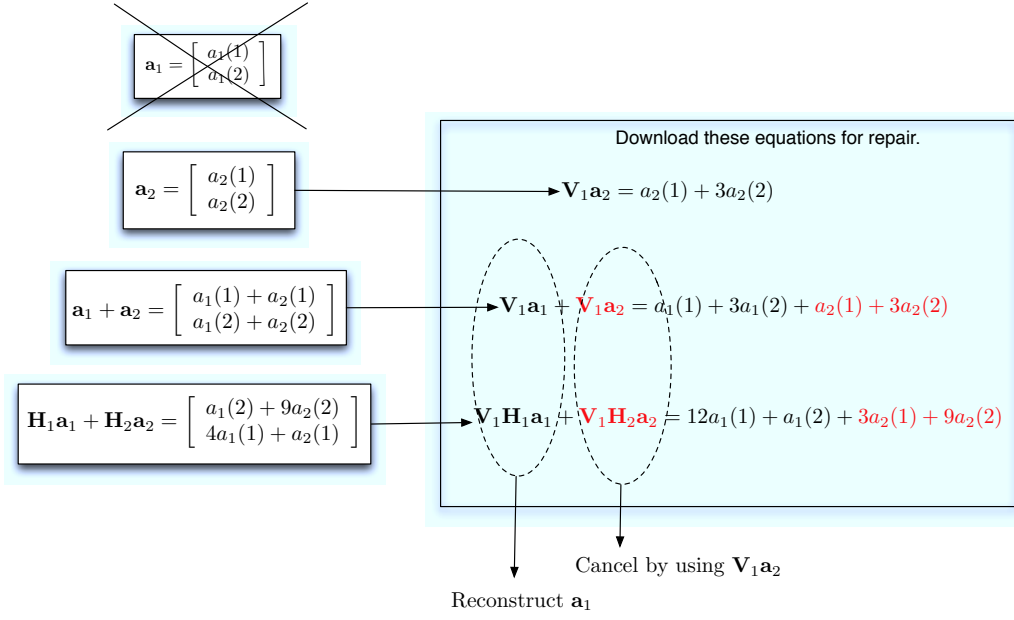 a₁ = [ a₁(1)
a₁(2) ]
Download these equations for repair.
a₂ = [ a₂(1)
a₂(2) ]
V₁a₂ = a₂(1) + 3a₂(2)
a₁ + a₂ = [ a₁(1) + a₂(1)
a₁(2) + a₂(2) ]
V₁a₁ + V₁a₂ = a₁(1) + 3a₁(2) + a₂(1) + 3a₂(2)
H₁a₁ + H₂a₂ = [ a₁(2) + 9a₂(2)
4a₁(1) + a₂(1) ]
V₁H₁a₁ + V₁H₂a₂ = 12a₁(1) + a₁(2) + 3a₂(1) + 9a₂(2)
Cancel by using V₁a₂
Reconstruct a₁